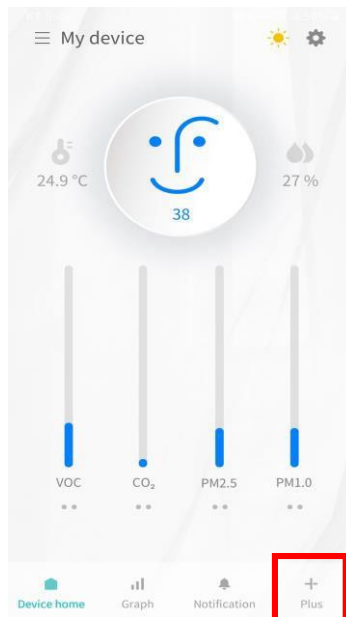 My device
24.9 °C
27 %
38
VOC CO₂ PM2.5 PM1.0
Device home Graph Notification Plus